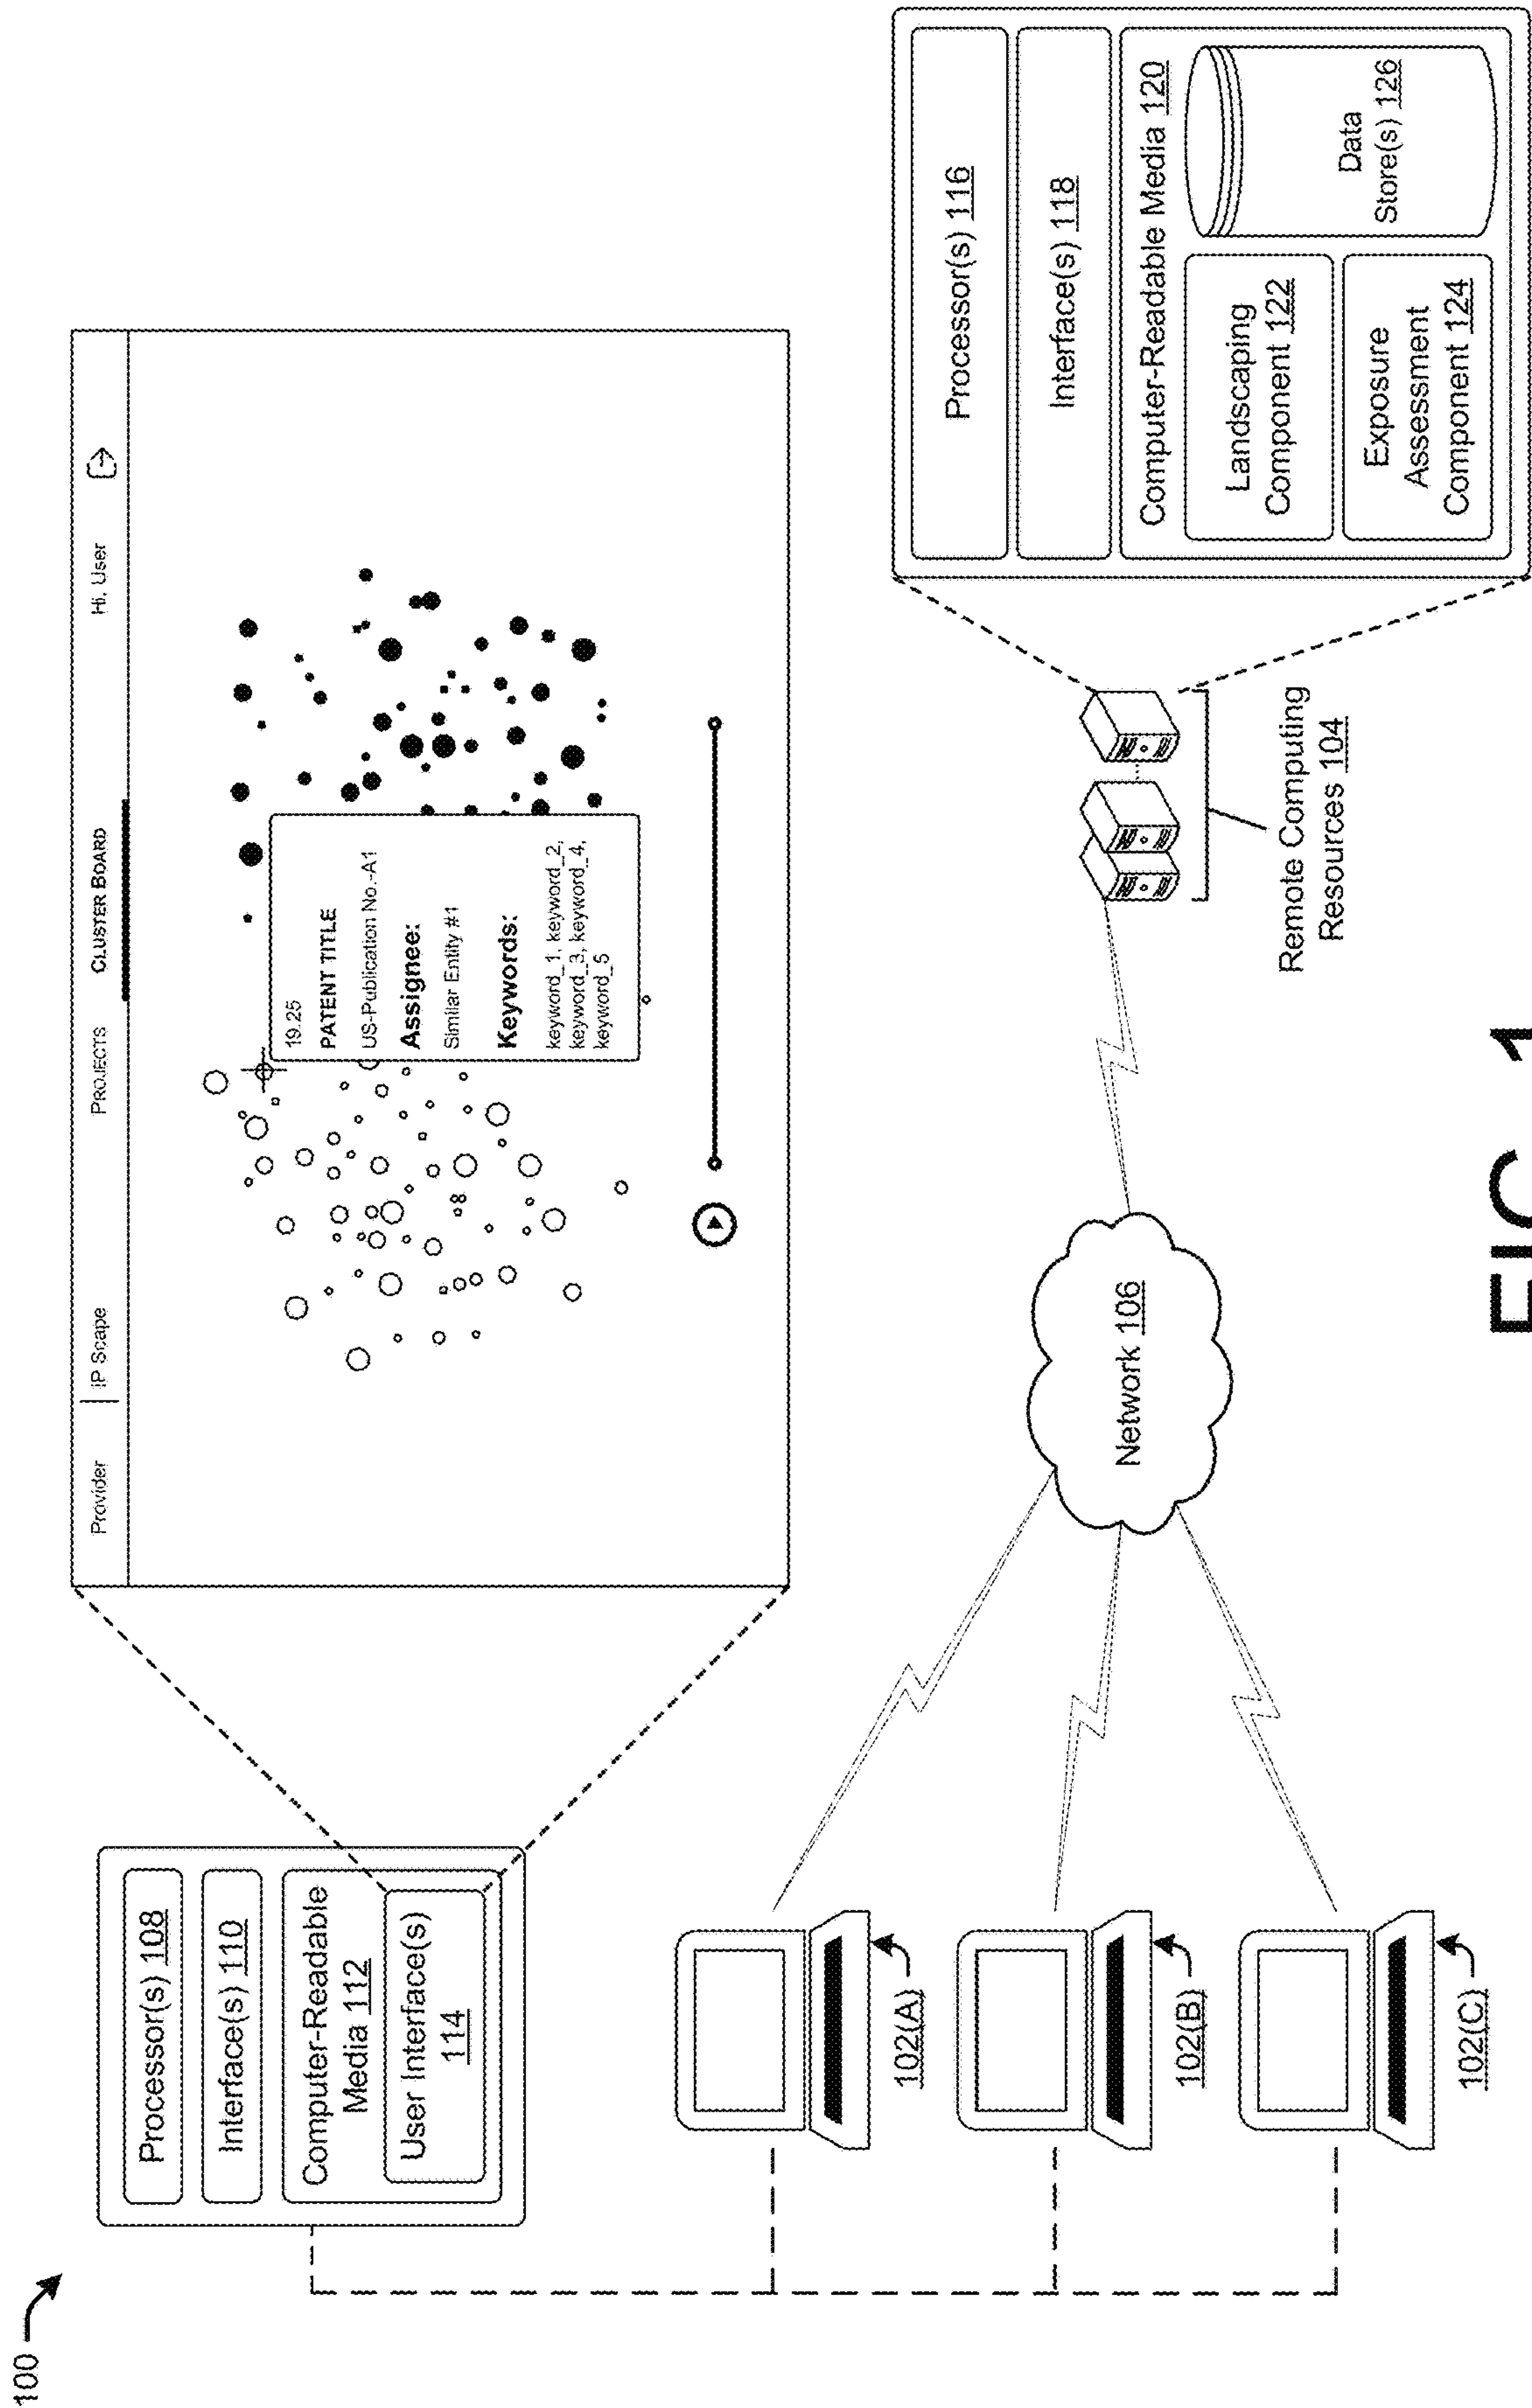 100
Processor(s) 108
Interface(s) 110
Computer-Readable
Media 112
User Interface(s)
114
Provider
IP Scape
PROJECTS
CLUSTER BOARD
Hi, User
19.25
PATENT TITLE
US-Publication No.-A1
Assignee:
Similar Entity #1
Keywords:
keyword_1, keyword_2,
keyword_3, keyword_4,
keyword_5
102(A)
102(B)
102(C)
Network 106
Remote Computing
Resources 104
Processor(s) 116
Interface(s) 118
Computer-Readable Media 120
Landscaping
Component 122
Exposure
Assessment
Component 124
Data
Store(s) 126
FIG. 1